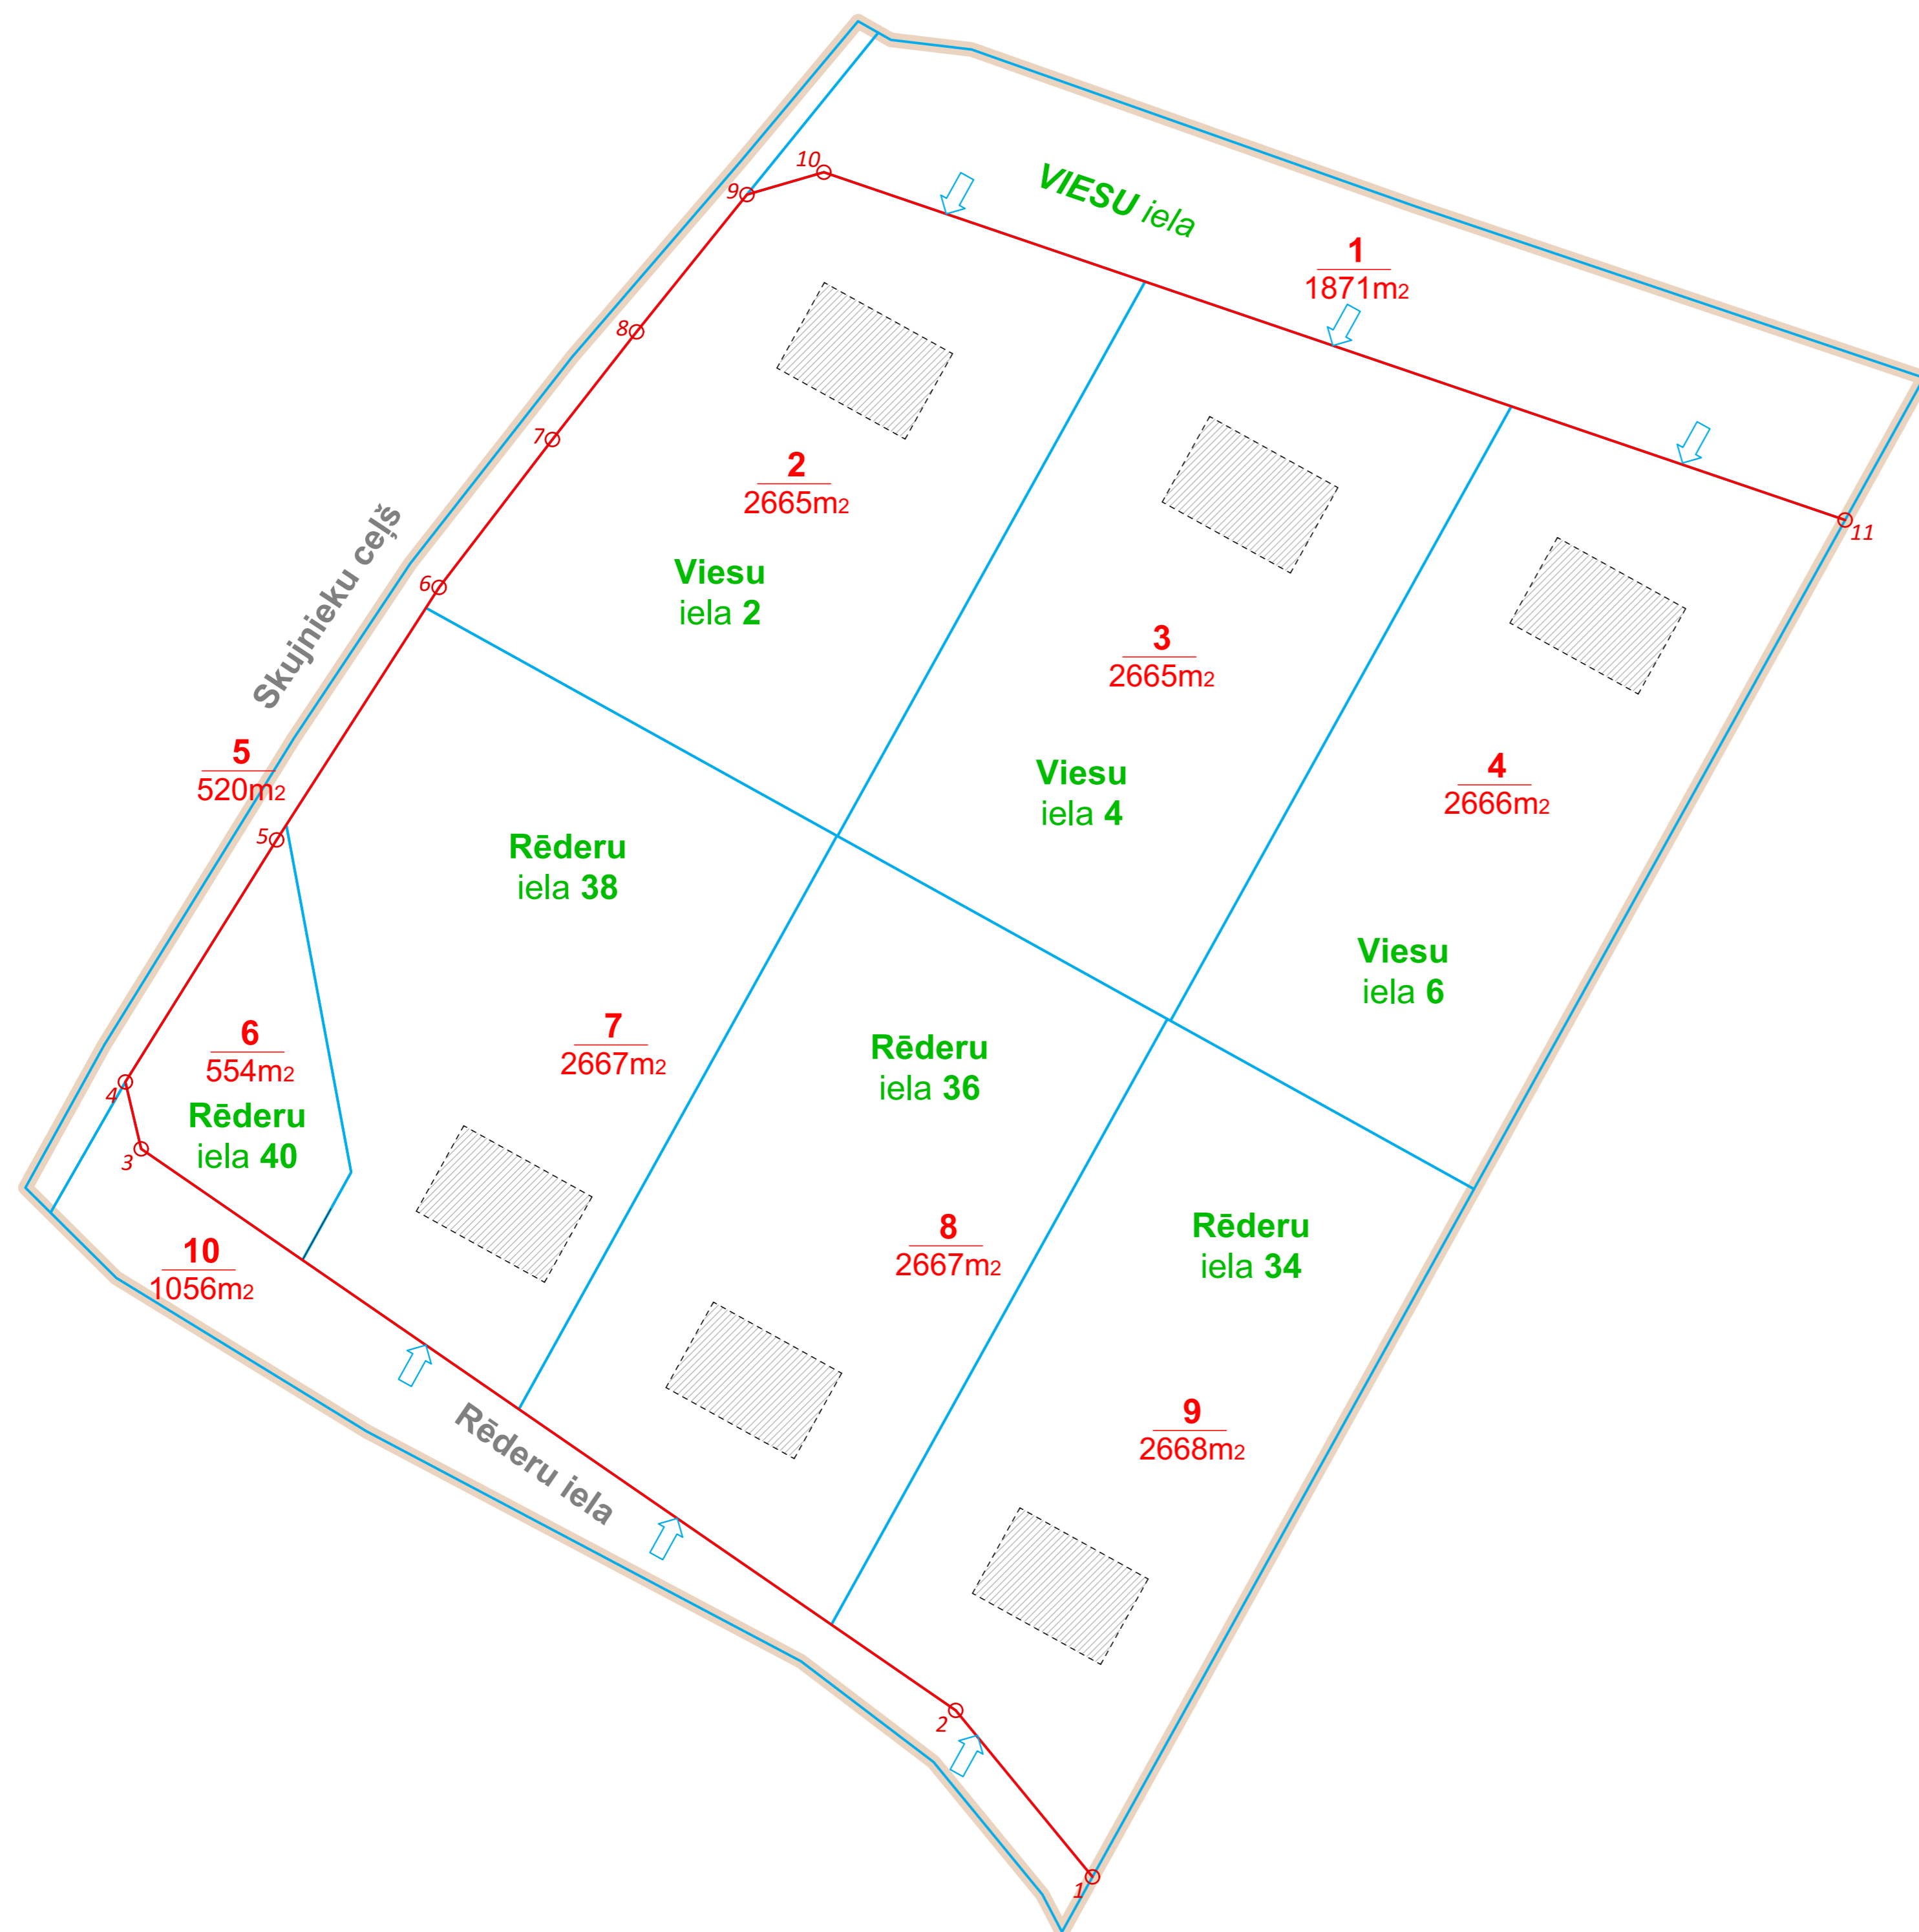 10
9
VIESU iela
1
1871m2
8
7
2
2665m2
11
Skujnieku ceļš
6
Viesu
iela 2
3
2665m2
5
520m2
4
2666m2
Viesu
iela 4
5
Rēderu
iela 38
Viesu
iela 6
6
554m2
7
2667m2
Rēderu
iela 36
4
Rēderu
iela 40
3
10
1056m2
8
2667m2
Rēderu
iela 34
9
2668m2
Rēderu iela
2
1